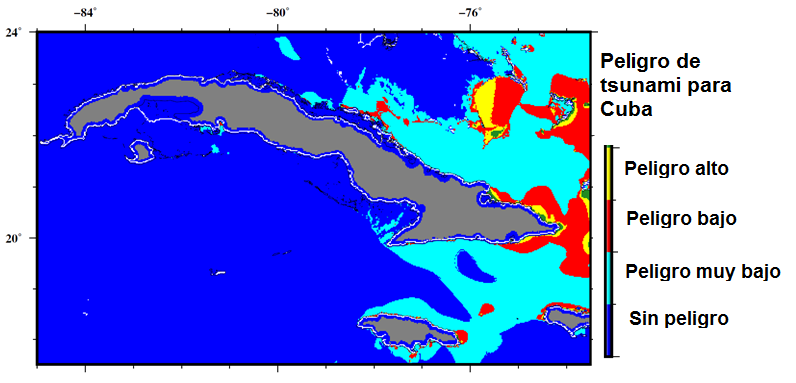 −84° −80° −76°
24°
20°
Peligro de
tsunami para
Cuba
Peligro alto
Peligro bajo
Peligro muy bajo
Sin peligro